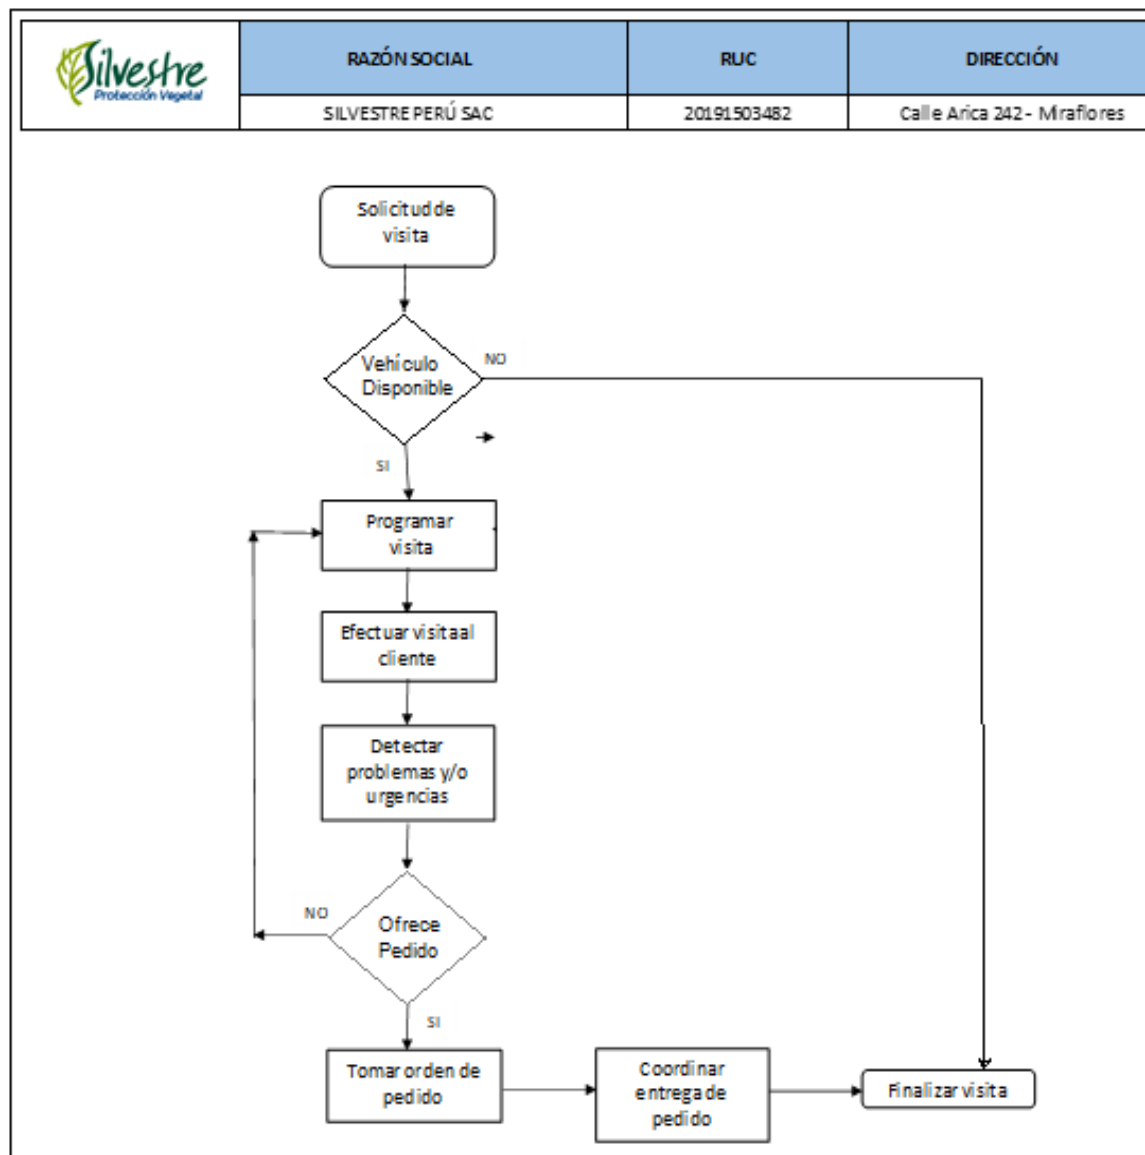 Silvestre
Protección Vegetal
RAZÓN SOCIAL
RUC
DIRECCIÓN
SILVESTRE PERÚ SAC
20191503482
Calle Arica 242 - Miraflores
Solicitud de
visita
Vehículo
Disponible
NO
SI
Programar
visita
Efectuar visita al
cliente
Detectar
problemas y/o
urgencias
NO
Ofrece
Pedido
SI
Tomar orden de
pedido
Coordinar
entrega de
pedido
Finalizar visita